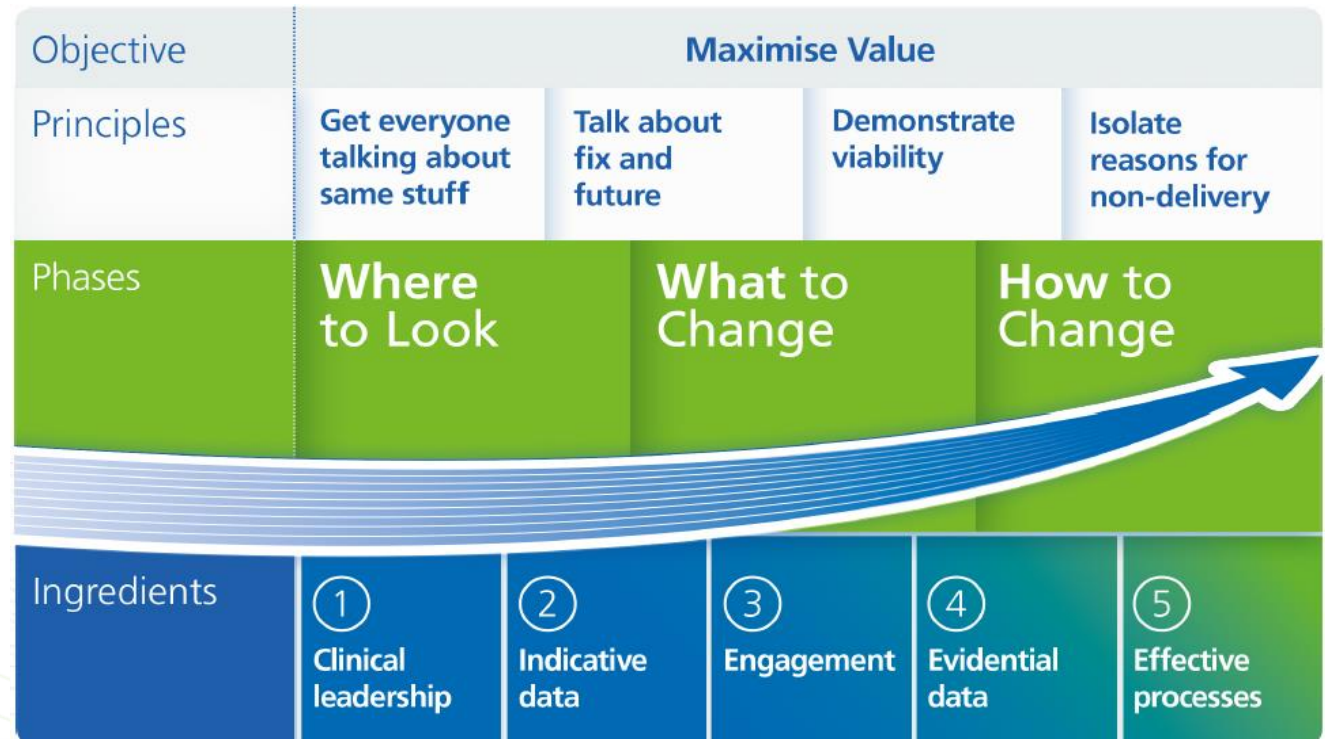 Objective
Maximise Value
Principles
Get everyone
talking about
same stuff
Talk about
fix and
future
Demonstrate
viability
Isolate
reasons for
non-delivery
Phases
Where
to Look
What to
Change
How to
Change
Ingredients
1
Clinical
leadership
2
Indicative
data
3
Engagement
4
Evidential
data
5
Effective
processes